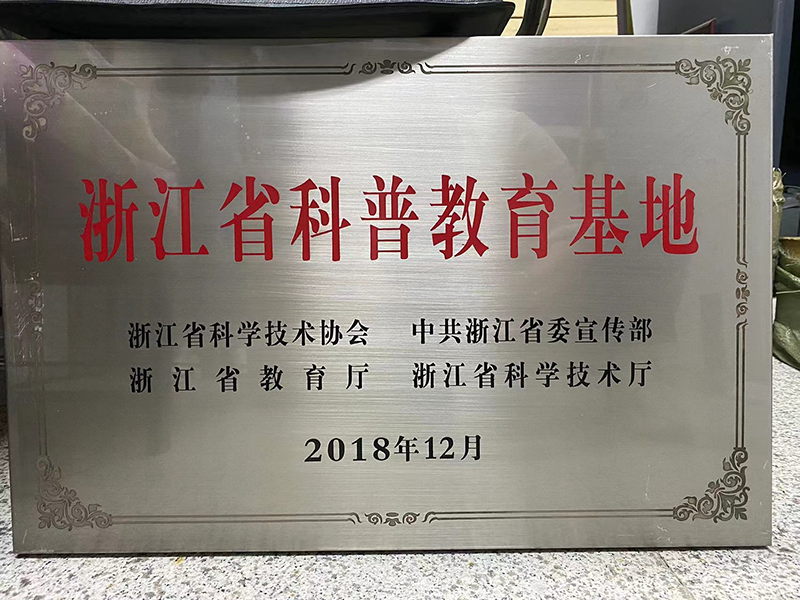 浙江省科普教育基地
浙江省科学技术协会 中共浙江省委宣传部
浙江省教育厅 浙江省科学技术厅
2018年12月